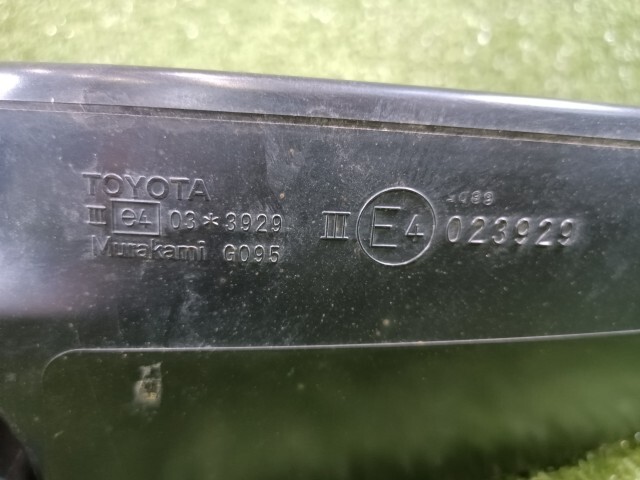 TOYOTA
III e4 03*3929
Murakami G095
III E4 023929